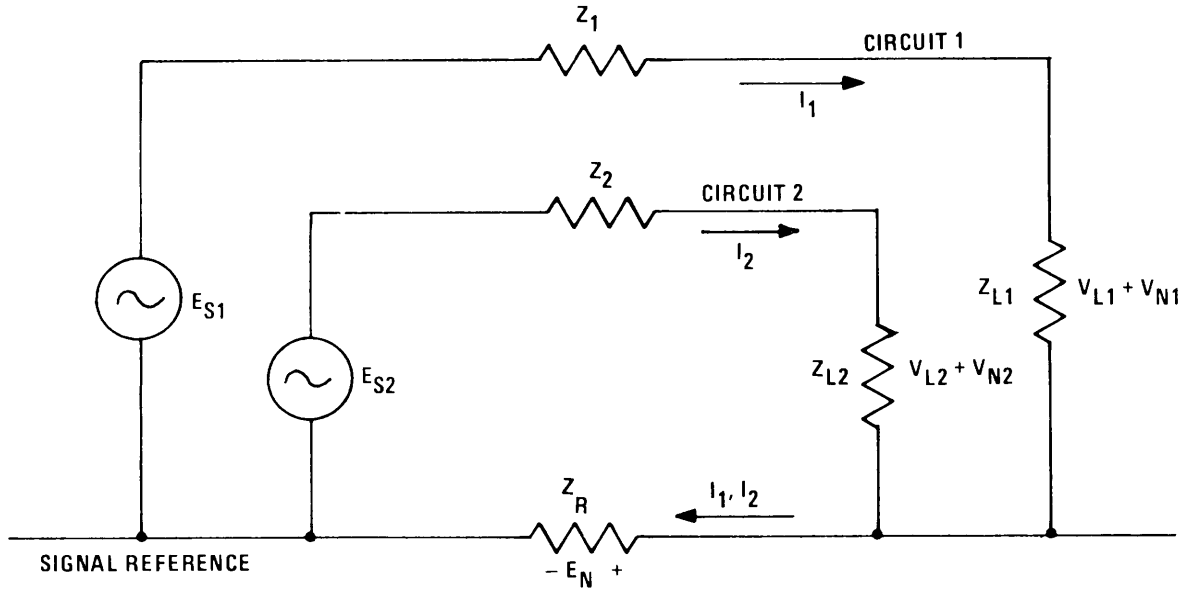 Z1
CIRCUIT 1
I1
Z2
CIRCUIT 2
I2
ES1
ZL1
VL1 + VN1
ES2
ZL2
VL2 + VN2
ZR
I1, I2
SIGNAL REFERENCE
- EN +